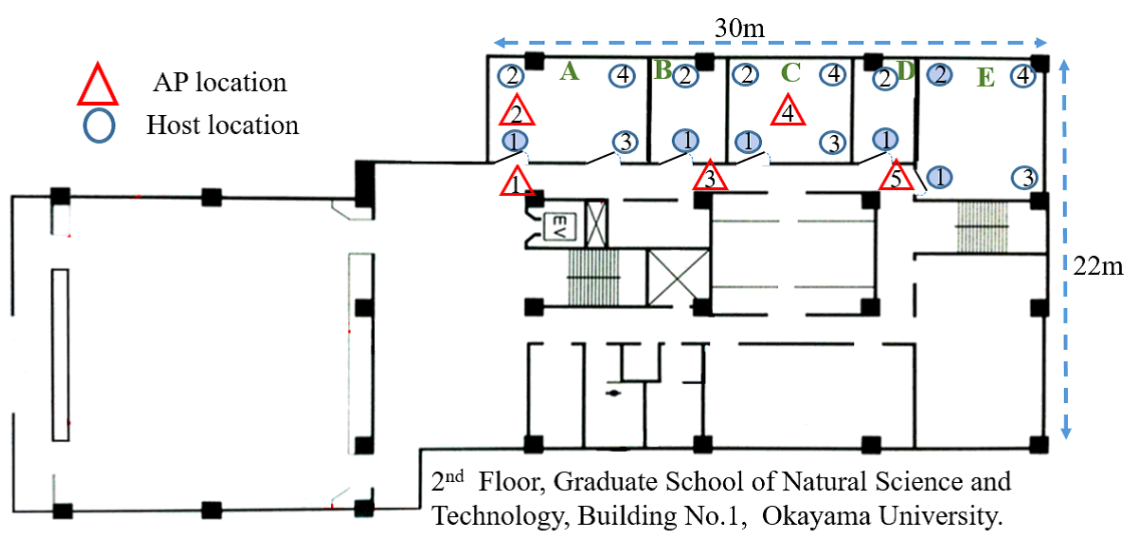 30m
AP location
Host location
A
B
C
D
E
2
4
2
2
4
2
2
4
2
4
1
3
1
1
3
1
1
3
1
3
5
EV
22m
2nd Floor, Graduate School of Natural Science and
Technology, Building No.1, Okayama University.